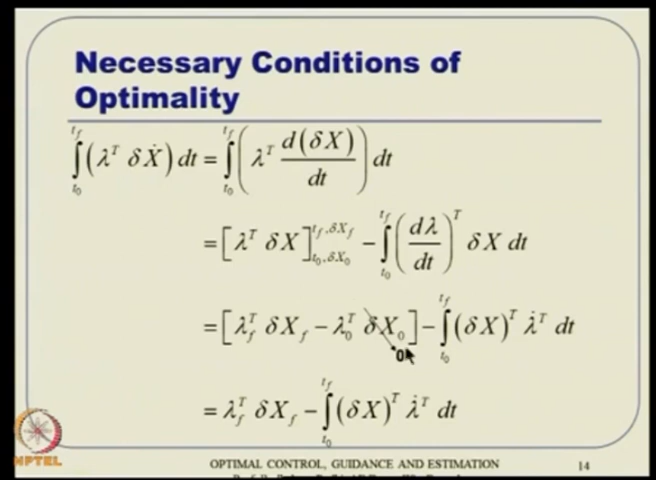 Necessary Conditions of
Optimality
∫_{t_0}^{t_f} (λ^T δẊ) dt = ∫_{t_0}^{t_f} (λ^T d(δX)/dt) dt
= [λ^T δX]_{t_0,δX_0}^{t_f,δX_f} − ∫_{t_0}^{t_f} (dλ/dt)^T δX dt
= [λ_f^T δX_f − λ_0^T δX_0] − ∫_{t_0}^{t_f} (δX)^T λ̇^T dt
0
= λ_f^T δX_f − ∫_{t_0}^{t_f} (δX)^T λ̇^T dt
NPTEL
OPTIMAL CONTROL, GUIDANCE AND ESTIMATION
14